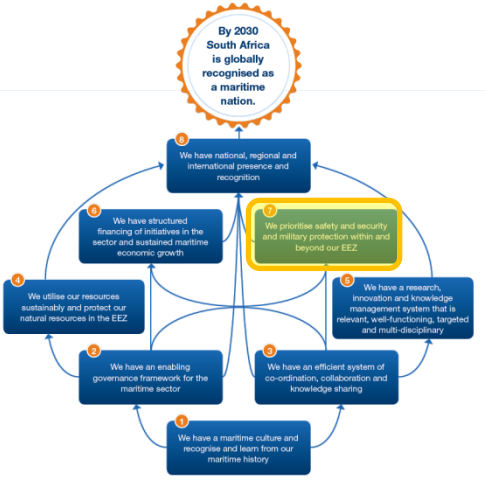 By 2030
South Africa
is globally
recognised as
a maritime
nation.
8
We have national, regional and
international presence and
recognition
6
We have structured
financing of initiatives in the
sector and sustained maritime
economic growth
7
We prioritise safety and security
and military protection within and
beyond our EEZ
4
We utilise our resources
sustainably and protect our
natural resources in the EEZ
5
We have a research,
innovation and knowledge
management system that is
relevant, well-functioning, targeted
and multi-disciplinary
2
We have an enabling
governance framework for the
maritime sector
3
We have an efficient system of
co-ordination, collaboration and
knowledge sharing
1
We have a maritime culture and
recognise and learn from our
maritime history